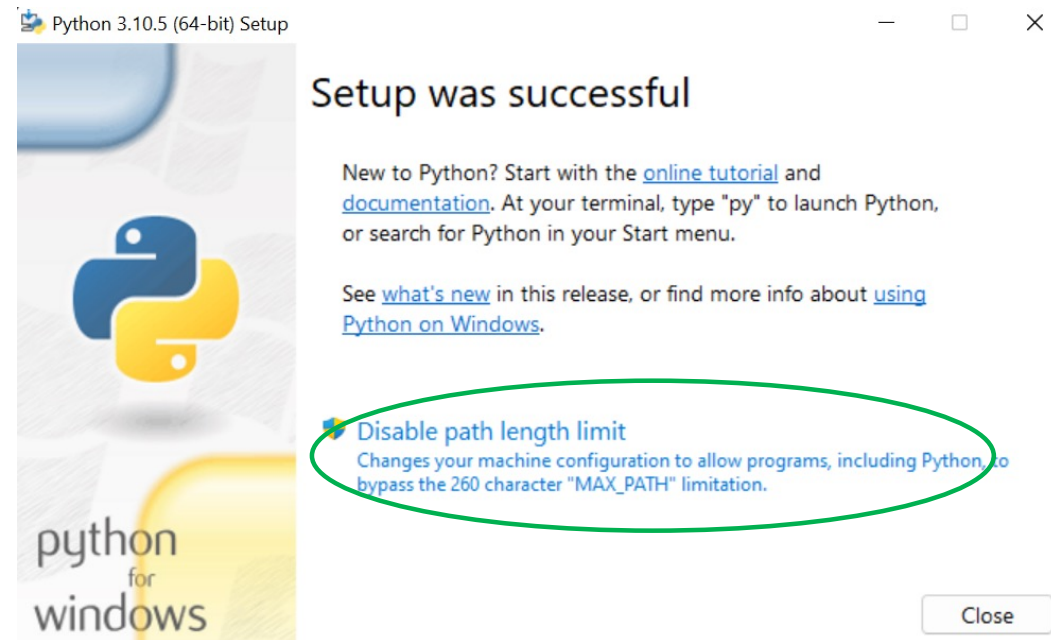 Python 3.10.5 (64-bit) Setup
Setup was successful
New to Python? Start with the online tutorial and
documentation. At your terminal, type "py" to launch Python,
or search for Python in your Start menu.
See what's new in this release, or find more info about using
Python on Windows.
Disable path length limit
Changes your machine configuration to allow programs, including Python, to
bypass the 260 character "MAX_PATH" limitation.
python
for
windows
Close